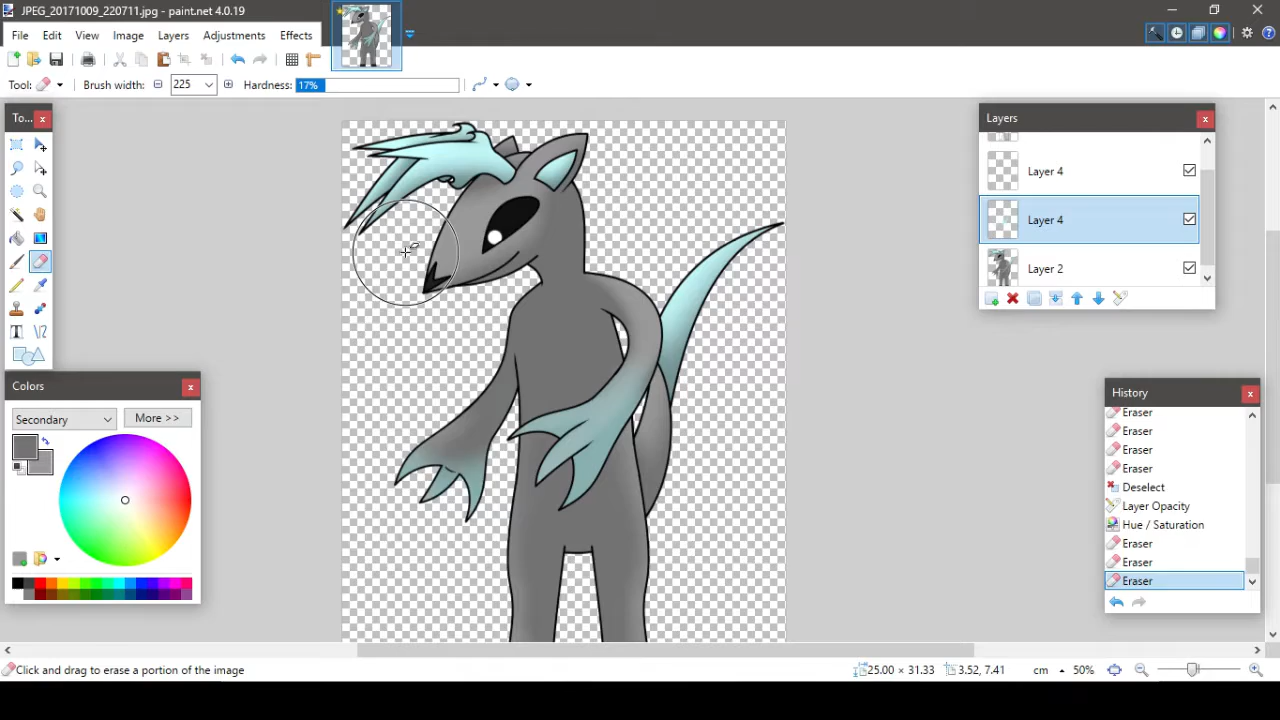 JPEG_20171009_220711.jpg - paint.net 4.0.19
File Edit View Image Layers Adjustments Effects
Tool: Brush width: 225 Hardness: 17%
To...
Layers
Layer 4
Layer 4
Layer 2
Colors
Secondary More >>
History
Eraser
Eraser
Eraser
Eraser
Deselect
Layer Opacity
Hue / Saturation
Eraser
Eraser
Eraser
Click and drag to erase a portion of the image 25.00 × 31.33 3.52, 7.41 cm 50%